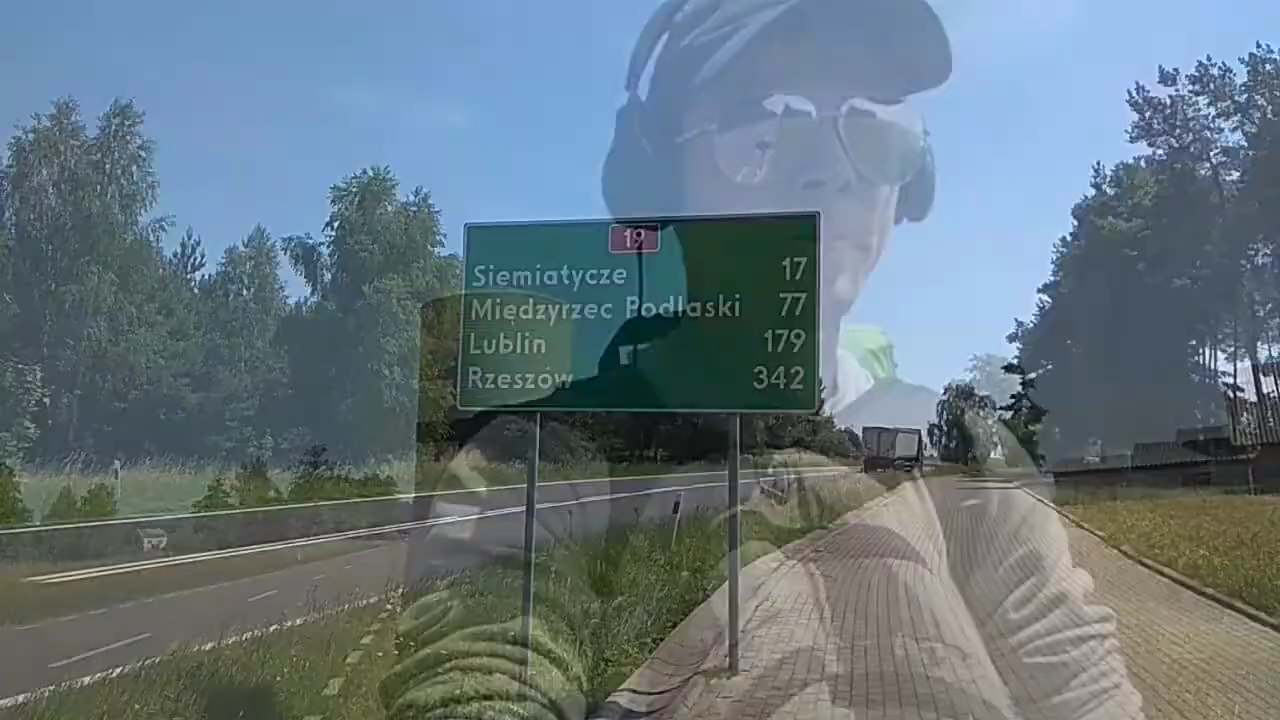 19
Siemiatycze 17
Międzyrzec Podlaski 77
Lublin 179
Rzeszów 342